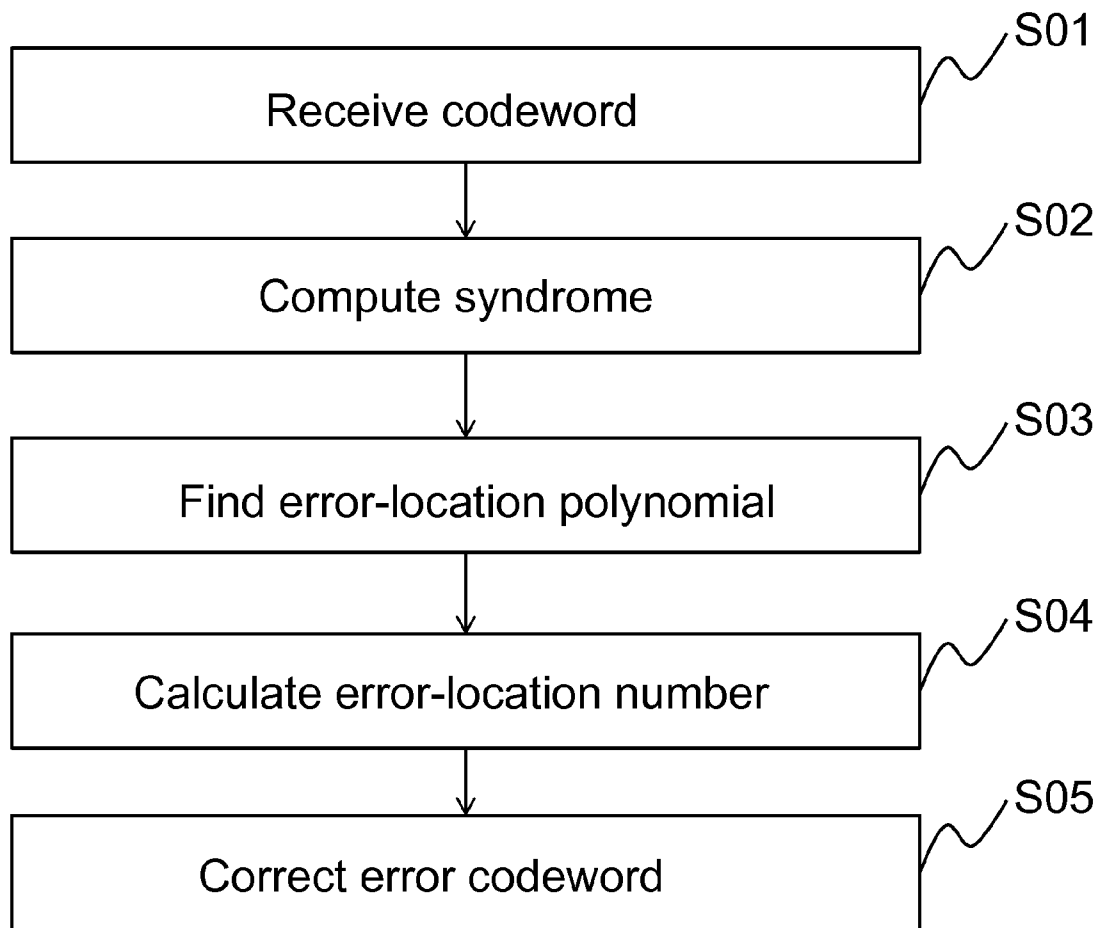 S01
Receive codeword
S02
Compute syndrome
S03
Find error-location polynomial
S04
Calculate error-location number
S05
Correct error codeword